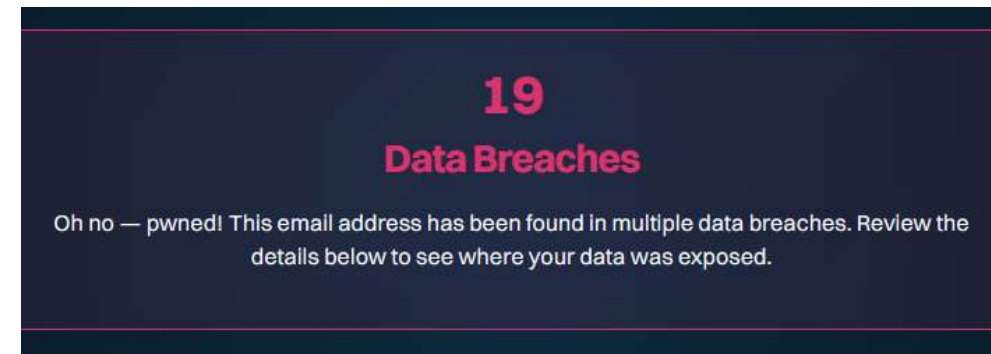 19
Data Breaches
Oh no — pwned! This email address has been found in multiple data breaches. Review the
details below to see where your data was exposed.